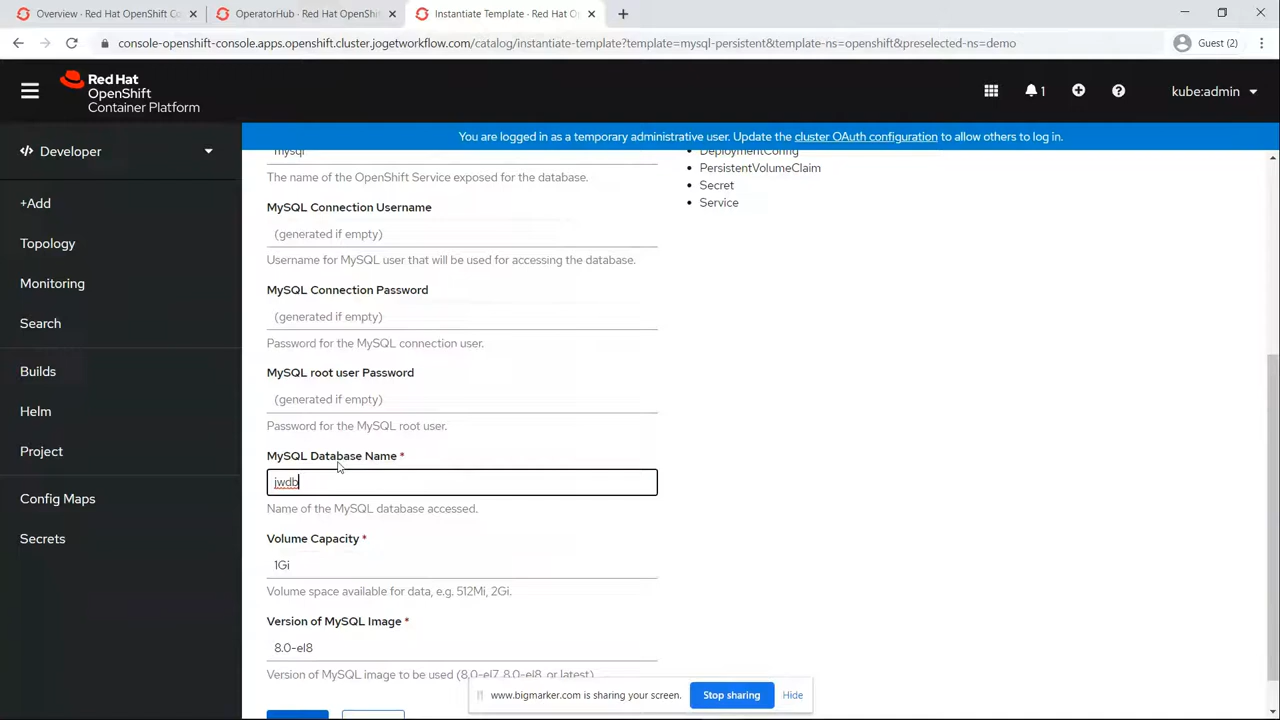 Overview - Red Hat OpenShift Co
OperatorHub - Red Hat OpenShi
Instantiate Template - Red Hat O
console-openshift-console.apps.openshift.cluster.jogetworkflow.com/catalog/instantiate-template?template=mysql-persistent&template-ns=openshift&preselected-ns=demo
Guest (2)
Red Hat
OpenShift
Container Platform
1
kube:admin
You are logged in as a temporary administrative user. Update the cluster OAuth configuration to allow others to log in.
Developer
+Add
Topology
Monitoring
Search
Builds
Helm
Project
Config Maps
Secrets
mysql
The name of the OpenShift Service exposed for the database.
MySQL Connection Username
(generated if empty)
Username for MySQL user that will be used for accessing the database.
MySQL Connection Password
(generated if empty)
Password for the MySQL connection user.
MySQL root user Password
(generated if empty)
Password for the MySQL root user.
MySQL Database Name *
jwdb
Name of the MySQL database accessed.
Volume Capacity *
1Gi
Volume space available for data, e.g. 512Mi, 2Gi.
Version of MySQL Image *
8.0-el8
Version of MySQL image to be used (8.0-el7, 8.0-el8, or latest).
DeploymentConfig
PersistentVolumeClaim
Secret
Service
www.bigmarker.com is sharing your screen.
Stop sharing
Hide